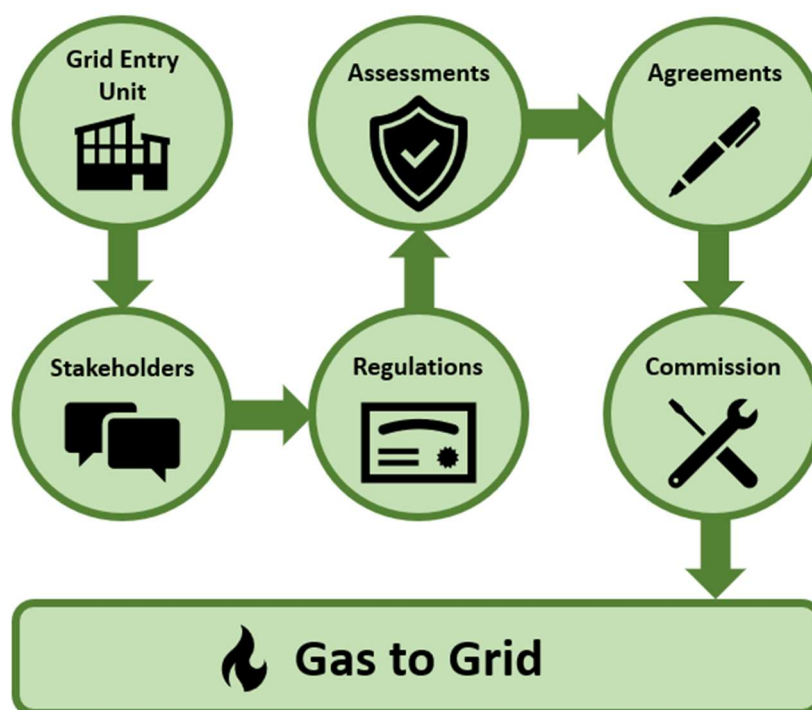 Grid Entry
Unit
Stakeholders
Regulations
Assessments
Agreements
Commission
Gas to Grid